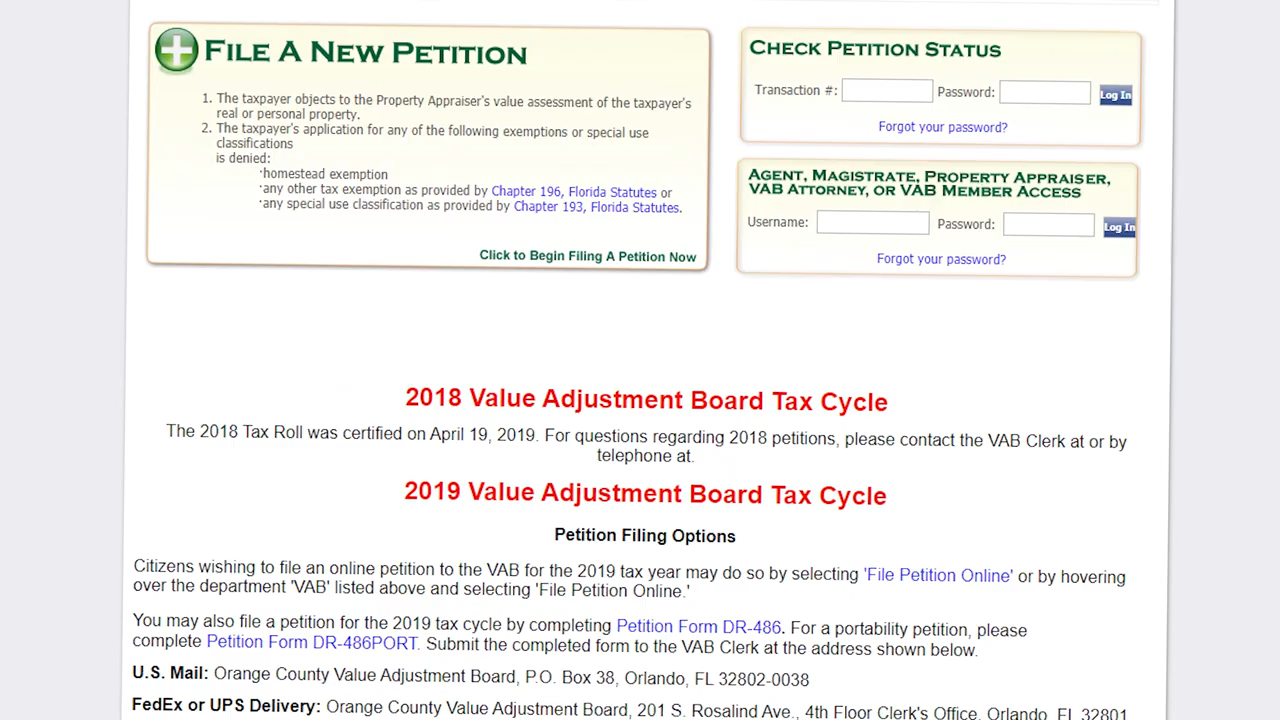 FILE A NEW PETITION
1. The taxpayer objects to the Property Appraiser's value assessment of the taxpayer's
real or personal property.
2. The taxpayer's application for any of the following exemptions or special use
classifications
is denied:
·homestead exemption
·any other tax exemption as provided by Chapter 196, Florida Statutes or
·any special use classification as provided by Chapter 193, Florida Statutes.
Click to Begin Filing A Petition Now
CHECK PETITION STATUS
Transaction #: Password: Log In
Forgot your password?
AGENT, MAGISTRATE, PROPERTY APPRAISER,
VAB ATTORNEY, OR VAB MEMBER ACCESS
Username: Password: Log In
Forgot your password?
2018 Value Adjustment Board Tax Cycle
The 2018 Tax Roll was certified on April 19, 2019. For questions regarding 2018 petitions, please contact the VAB Clerk at or by
telephone at.
2019 Value Adjustment Board Tax Cycle
Petition Filing Options
Citizens wishing to file an online petition to the VAB for the 2019 tax year may do so by selecting 'File Petition Online' or by hovering
over the department 'VAB' listed above and selecting 'File Petition Online.'
You may also file a petition for the 2019 tax cycle by completing Petition Form DR-486. For a portability petition, please
complete Petition Form DR-486PORT. Submit the completed form to the VAB Clerk at the address shown below.
U.S. Mail: Orange County Value Adjustment Board, P.O. Box 38, Orlando, FL 32802-0038
FedEx or UPS Delivery: Orange County Value Adjustment Board, 201 S. Rosalind Ave., 4th Floor Clerk's Office, Orlando, FL 32801